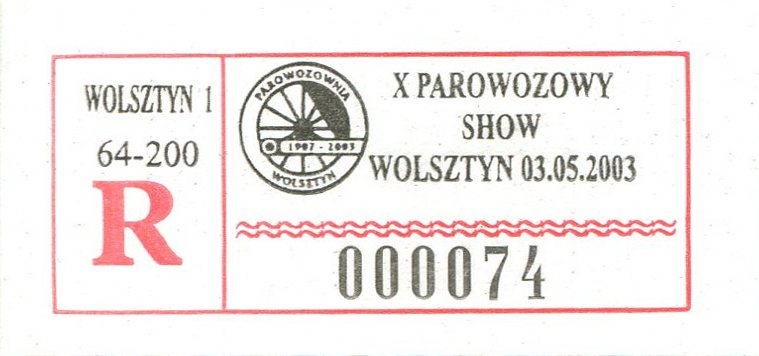 WOLSZTYN 1
64-200
R
PAROWOZOWNIA
1907 - 2003
WOLSZTYN
X PAROWOZOWY
SHOW
WOLSZTYN 03.05.2003
000074